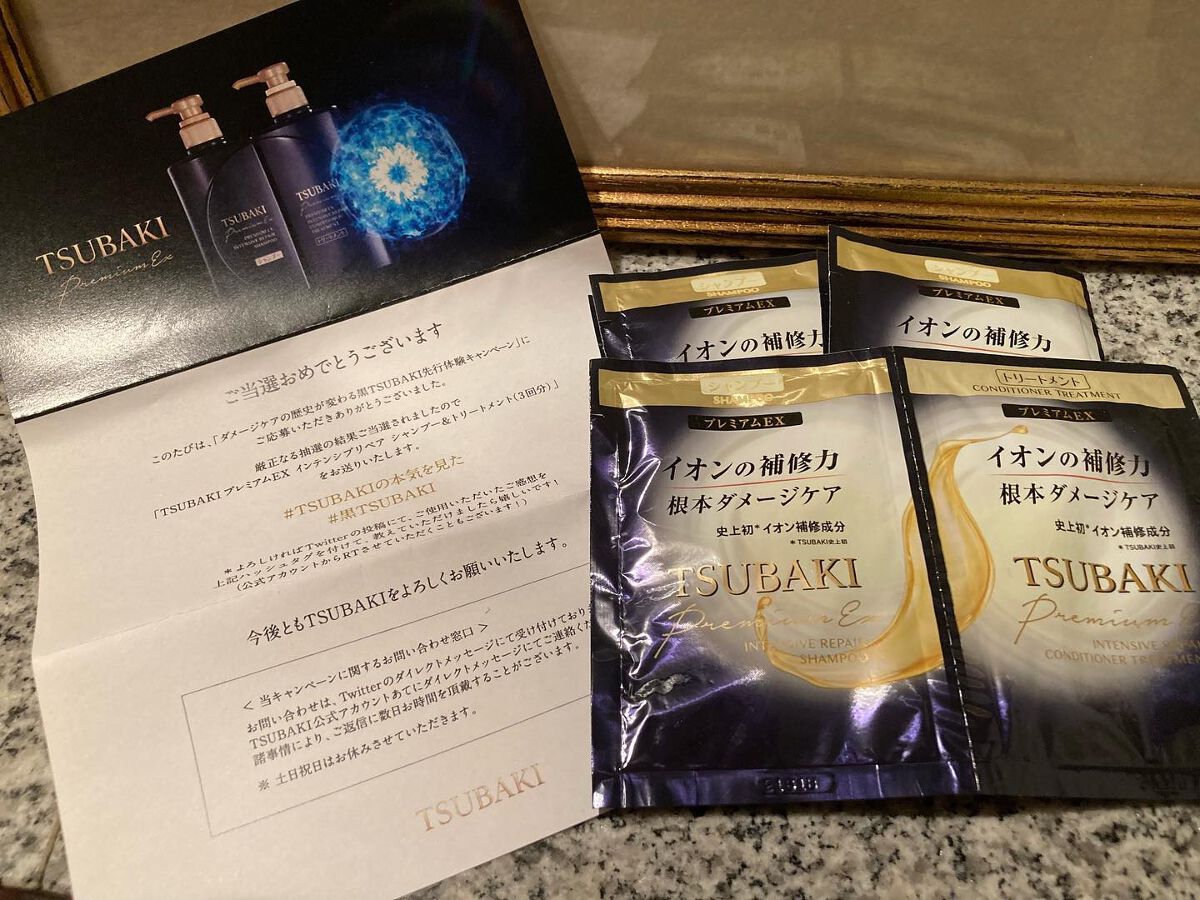 TSUBAKI
Premium Ex
TSUBAKI
Premium Ex
PREMIUM EX
INTENSIVE REPAIR
SHAMPOO
シャンプー
TSUBAKI
トリートメント
ご当選おめでとうございます
このたびは、「ダメージケアの歴史が変わる黒TSUBAKI先行体験キャンペーン」に
ご応募いただきありがとうございました。
厳正なる抽選の結果ご当選されましたので
「TSUBAKI プレミアムEX インテンシブリペア シャンプー&トリートメント(3回分)」
をお送りいたします。
#TSUBAKIの本気を見た
#黒TSUBAKI
*よろしければTwitterの投稿にて、ご使用いただいたご感想を
上記ハッシュタグを付けて、教えていただけましたら嬉しいです!
(公式アカウントからRTさせていただくこともございます!)
今後ともTSUBAKIをよろしくお願いいたします。
< 当キャンペーンに関するお問い合わせ窓口 >
お問い合わせは、Twitterのダイレクトメッセージにて受け付けており
TSUBAKI公式アカウントあてにダイレクトメッセージにてご連絡くだ
諸事情により、ご返信に数日お時間を頂戴することがございます。
※ 土日祝日はお休みさせていただきます。
TSUBAKI
シャンプー
SHAMPOO
プレミアムEX
イオンの補修力
シャンプー
SHAMPOO
プレミアムEX
イオンの補修力
シャンプー
SHAMPOO
プレミアムEX
イオンの補修力
根本ダメージケア
史上初*イオン補修成分
*TSUBAKI史上初
TSUBAKI
Premium Ex
INTENSIVE REPAIR
SHAMPOO
トリートメント
CONDITIONER TREATMENT
プレミアムEX
イオンの補修力
根本ダメージケア
史上初*イオン補修成分
*TSUBAKI史上初
TSUBAKI
Premium E
INTENSIVE
CONDITIONER TREATMEN